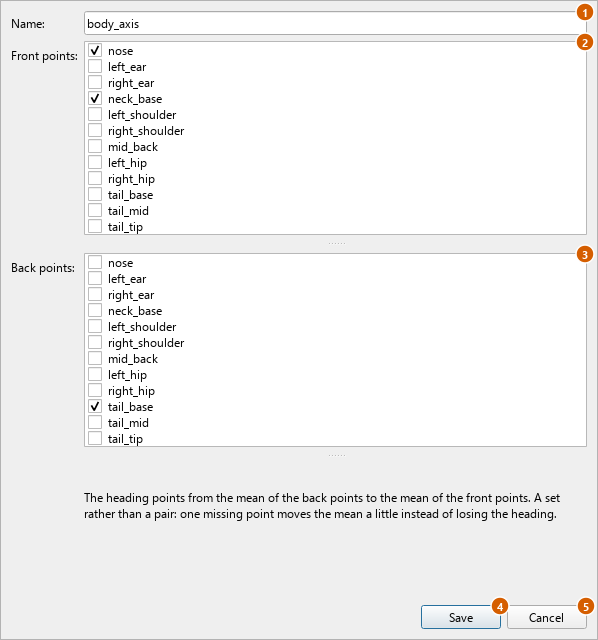 Name: body_axis 1
Front points: 2
nose
left_ear
right_ear
neck_base
left_shoulder
right_shoulder
mid_back
left_hip
right_hip
tail_base
tail_mid
tail_tip
Back points: 3
nose
left_ear
right_ear
neck_base
left_shoulder
right_shoulder
mid_back
left_hip
right_hip
tail_base
tail_mid
tail_tip
The heading points from the mean of the back points to the mean of the front points. A set
rather than a pair: one missing point moves the mean a little instead of losing the heading.
Save 4 Cancel 5